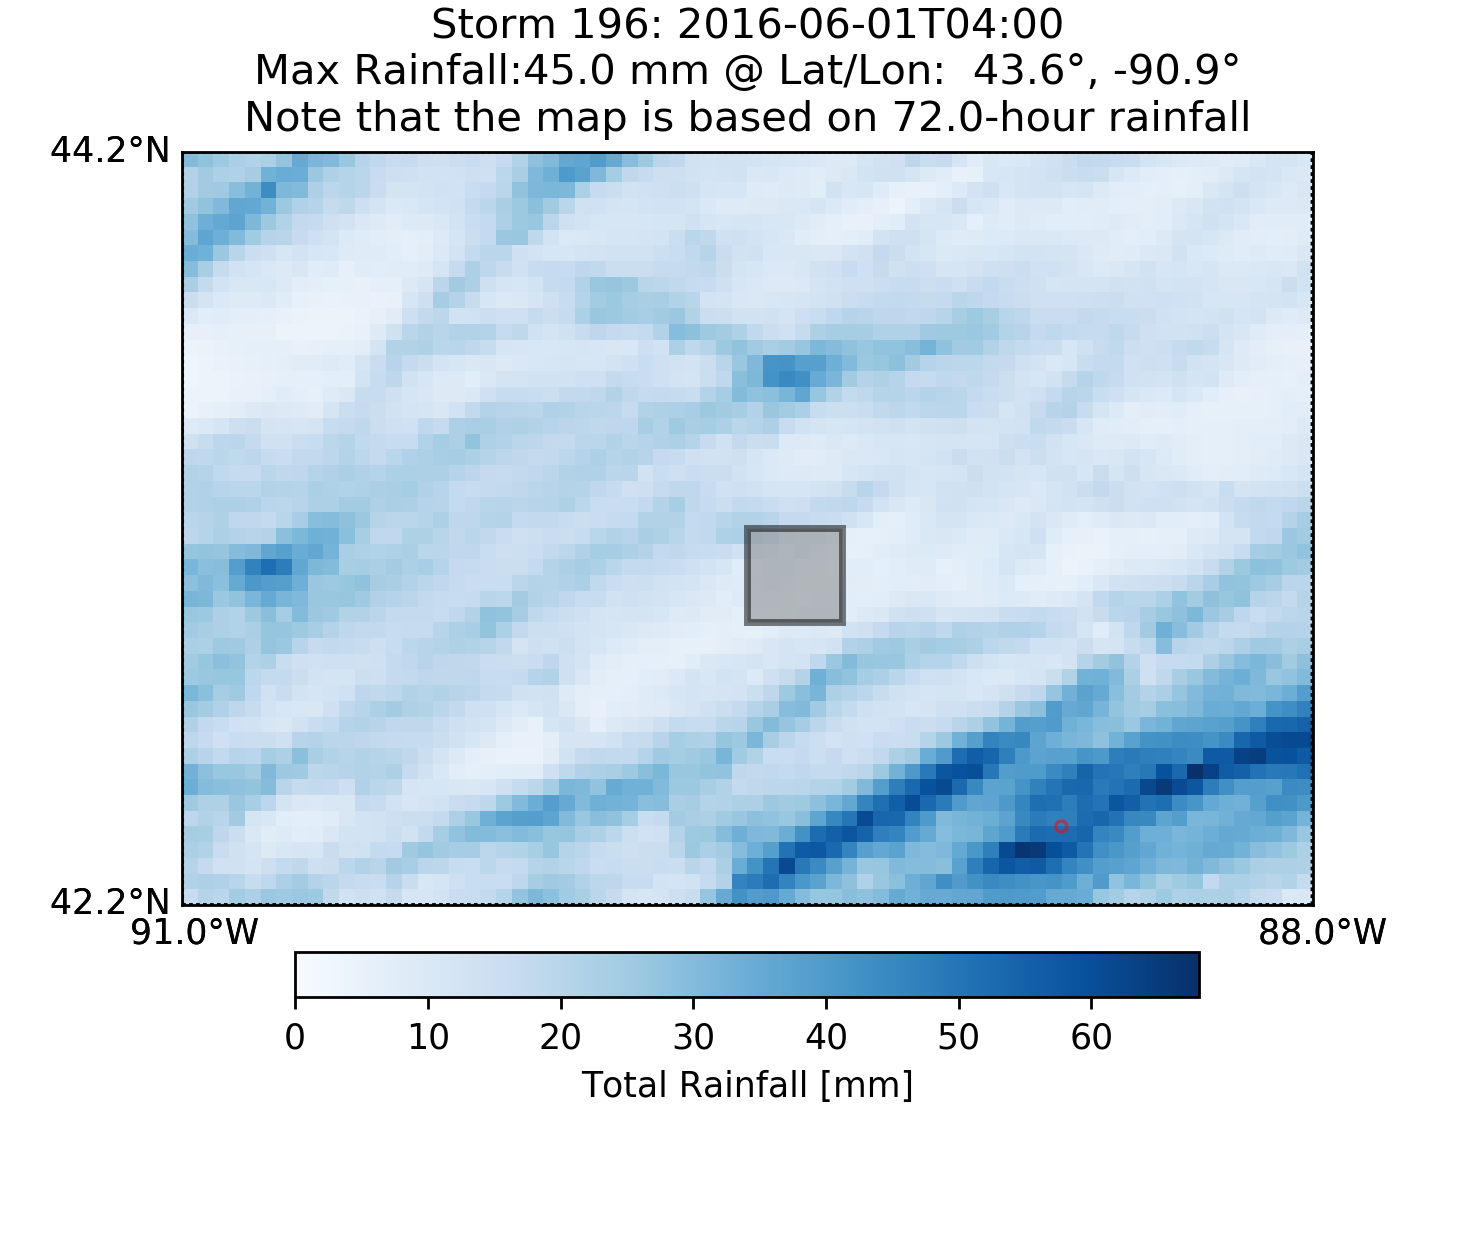 Storm 196: 2016-06-01T04:00
Max Rainfall:45.0 mm @ Lat/Lon:  43.6°, -90.9°
Note that the map is based on 72.0-hour rainfall
44.2°N
42.2°N
91.0°W 88.0°W
0 10 20 30 40 50 60
Total Rainfall [mm]